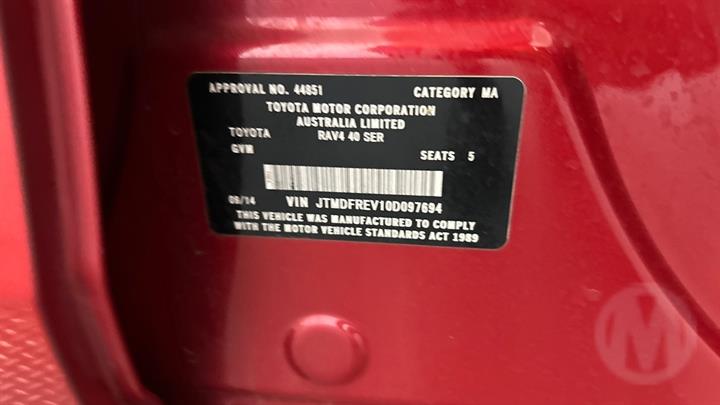 APPROVAL NO. 44851 CATEGORY MA
TOYOTA MOTOR CORPORATION
AUSTRALIA LIMITED
TOYOTA RAV4 40 SER
GVM SEATS 5
09/14 VIN JTMDFREV10D097694
THIS VEHICLE WAS MANUFACTURED TO COMPLY
WITH THE MOTOR VEHICLE STANDARDS ACT 1989
M